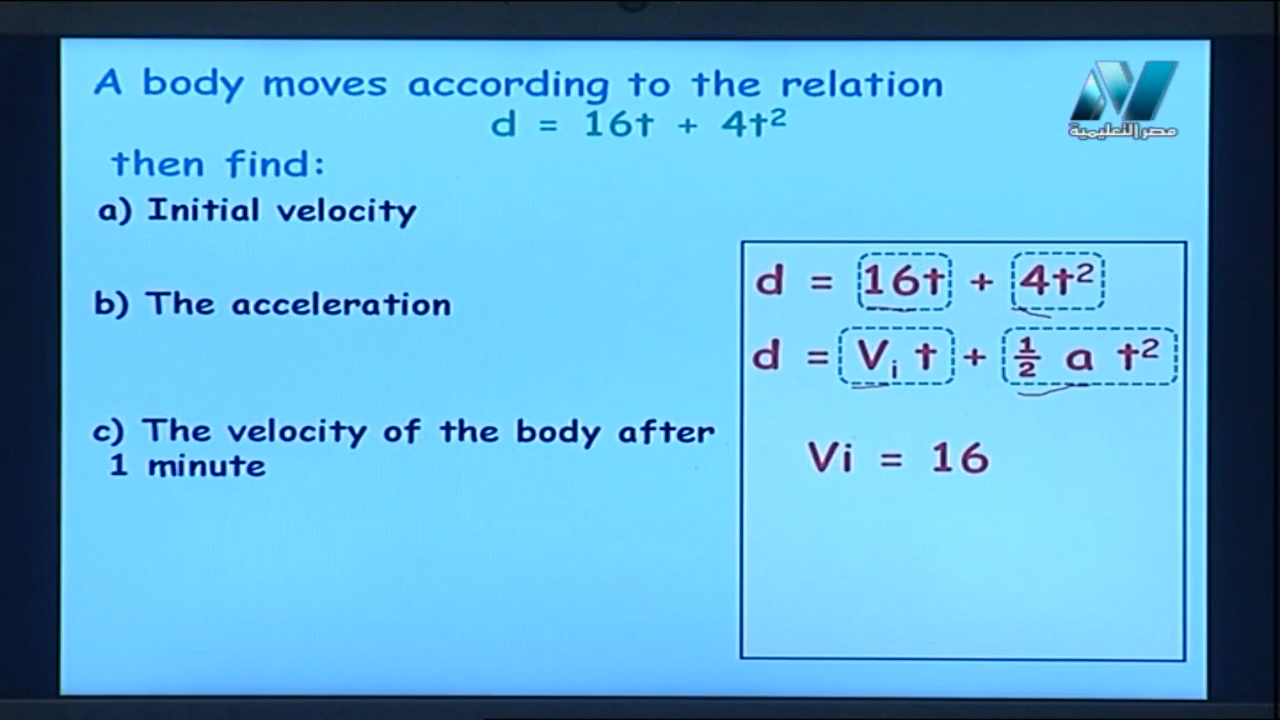 A body moves according to the relation
d = 16t + 4t²
then find:
a) Initial velocity
b) The acceleration
c) The velocity of the body after
1 minute
d = 16t + 4t²
d = Vᵢ t + ½ a t²
Vi = 16
مصر التعليمية